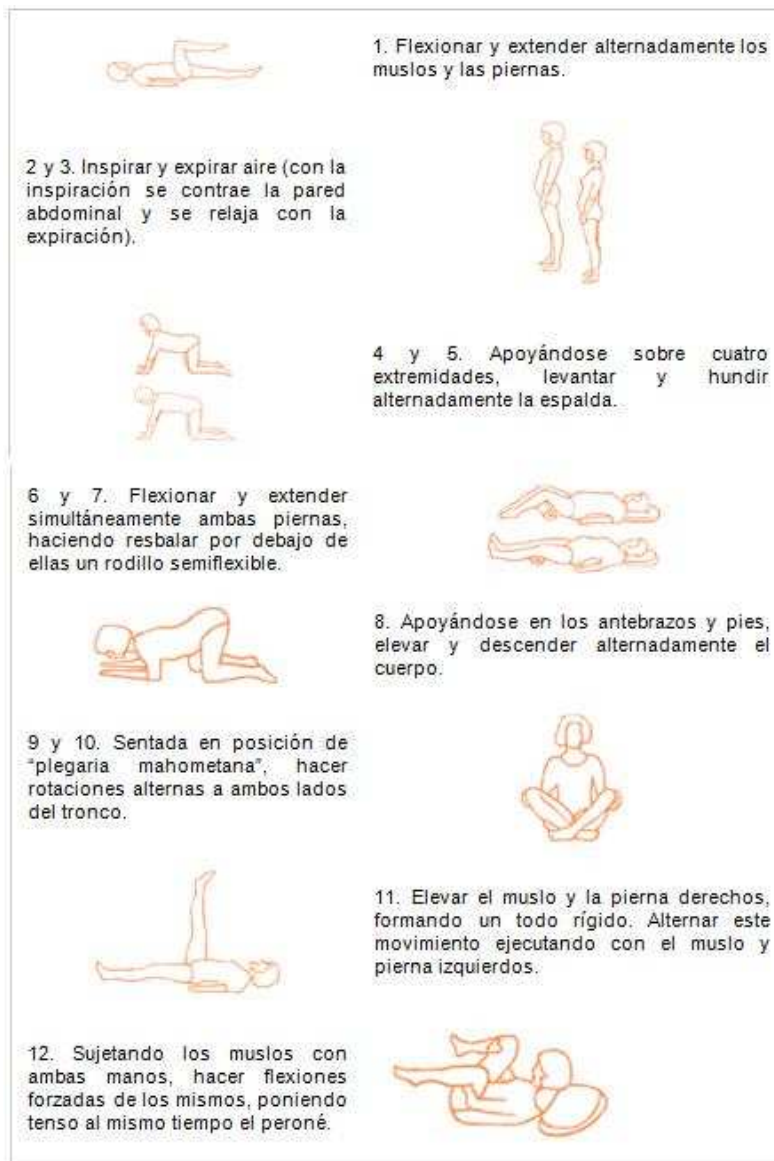 1. Flexionar y extender alternadamente los
muslos y las piernas.
2 y 3. Inspirar y expirar aire (con la
inspiración se contrae la pared
abdominal y se relaja con la
expiración).
4 y 5. Apoyándose sobre cuatro
extremidades, levantar y hundir
alternadamente la espalda.
6 y 7. Flexionar y extender
simultáneamente ambas piernas,
haciendo resbalar por debajo de
ellas un rodillo semiflexible.
8. Apoyándose en los antebrazos y pies,
elevar y descender alternadamente el
cuerpo.
9 y 10. Sentada en posición de
“plegaria mahometana”, hacer
rotaciones alternas a ambos lados
del tronco.
11. Elevar el muslo y la pierna derechos,
formando un todo rígido. Alternar este
movimiento ejecutando con el muslo y
pierna izquierdos.
12. Sujetando los muslos con
ambas manos, hacer flexiones
forzadas de los mismos, poniendo
tenso al mismo tiempo el peroné.